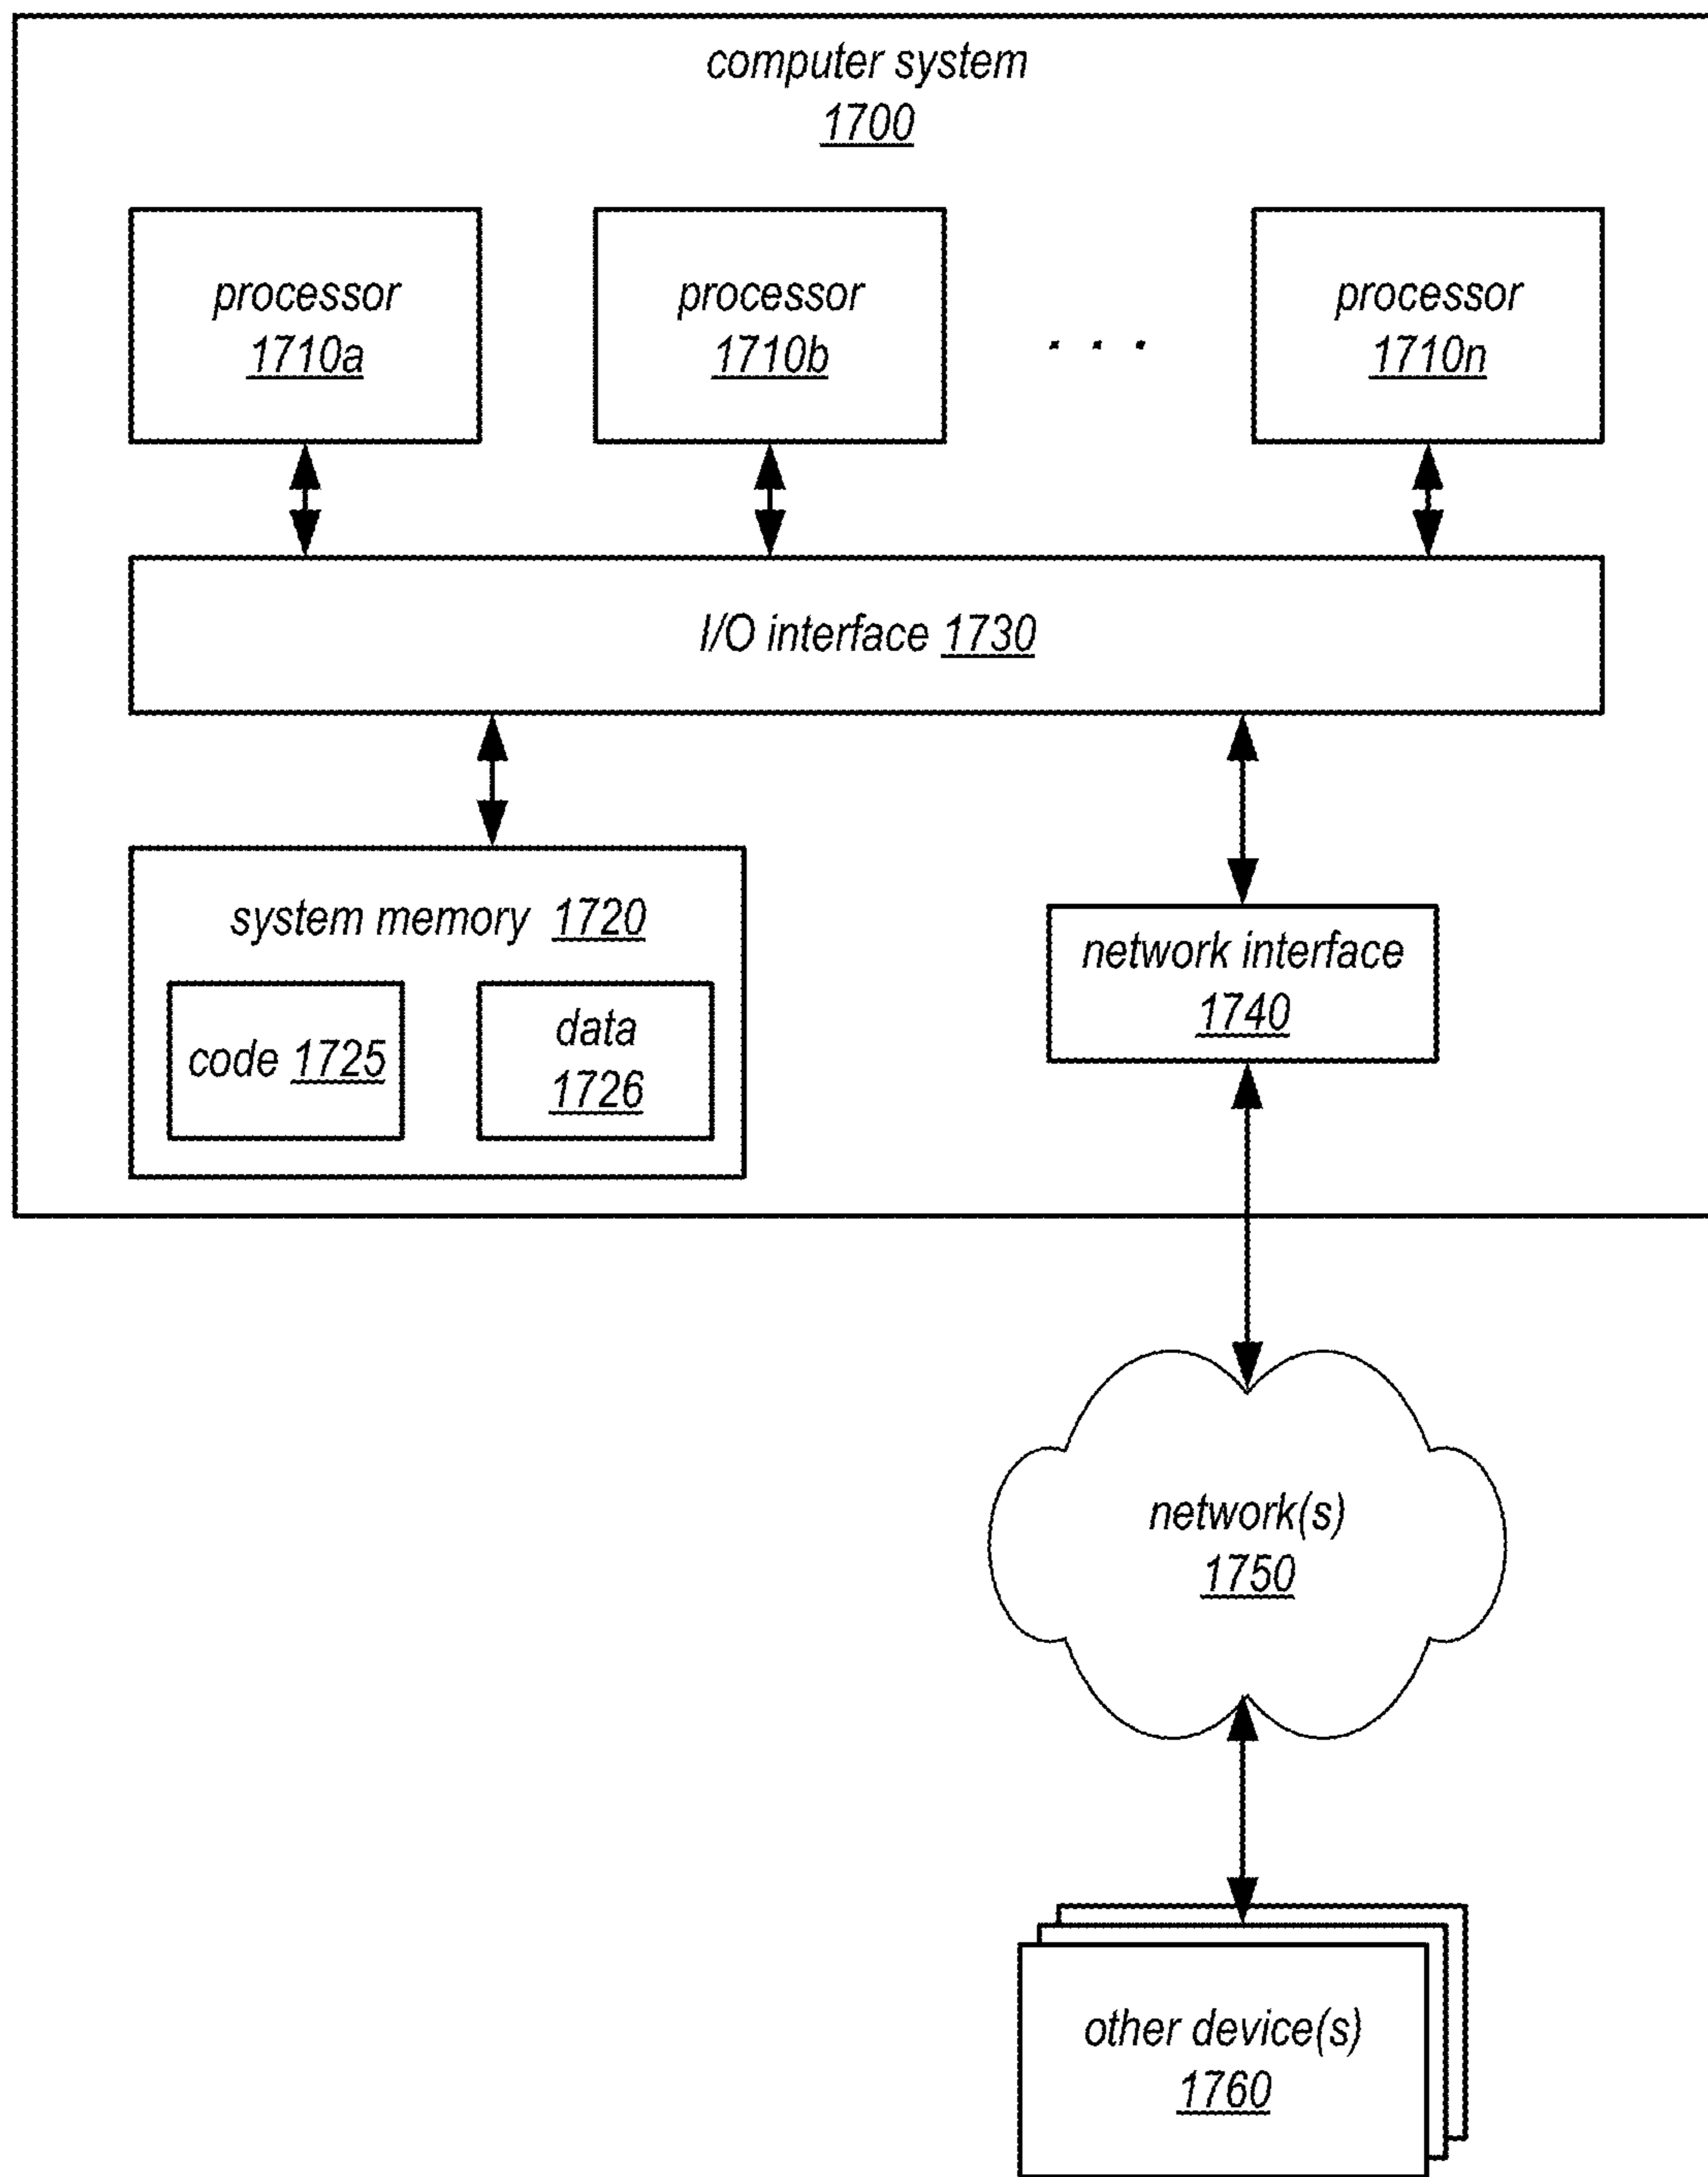 computer system
1700
processor
1710a
processor
1710b
. . .
processor
1710n
I/O interface 1730
system memory 1720
code 1725
data
1726
network interface
1740
network(s)
1750
other device(s)
1760